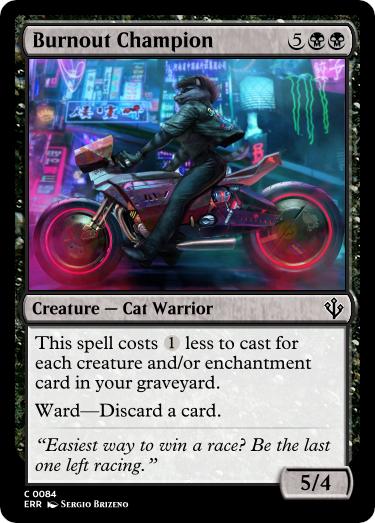 Burnout Champion 5
Creature — Cat Warrior
This spell costs 1 less to cast for
each creature and/or enchantment
card in your graveyard.
Ward—Discard a card.
“Easiest way to win a race? Be the last
one left racing.”
5/4
C 0084
ERR Sergio Brizeno